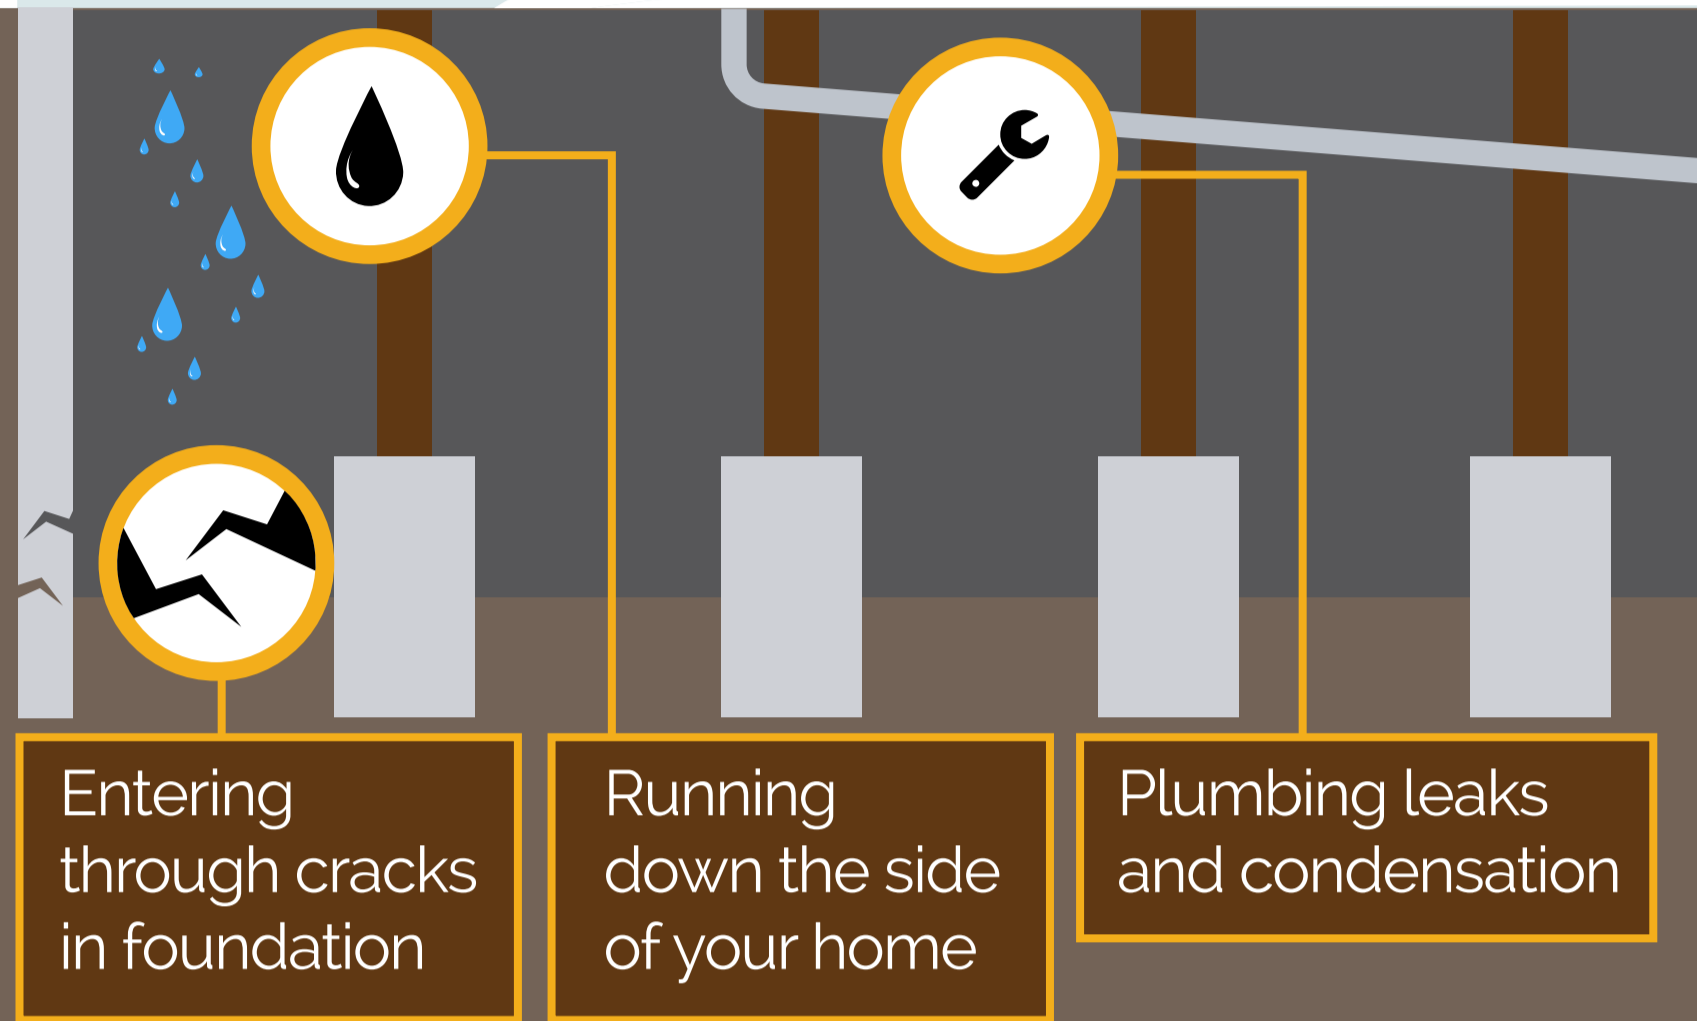 Entering
through cracks
in foundation
Running
down the side
of your home
Plumbing leaks
and condensation